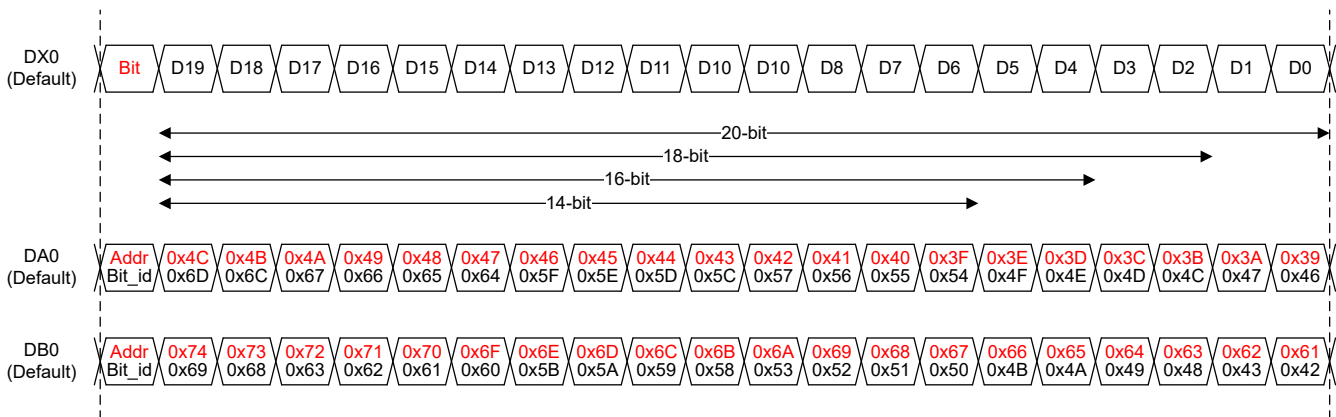 DX0
(Default)
Bit D19 D18 D17 D16 D15 D14 D13 D12 D11 D10 D10 D8 D7 D6 D5 D4 D3 D2 D1 D0
20-bit
18-bit
16-bit
14-bit
DA0
(Default)
Addr 0x4C 0x4B 0x4A 0x49 0x48 0x47 0x46 0x45 0x44 0x43 0x42 0x41 0x40 0x3F 0x3E 0x3D 0x3C 0x3B 0x3A 0x39
Bit_id 0x6D 0x6C 0x67 0x66 0x65 0x64 0x5F 0x5E 0x5D 0x5C 0x57 0x56 0x55 0x54 0x4F 0x4E 0x4D 0x4C 0x47 0x46
DB0
(Default)
Addr 0x74 0x73 0x72 0x71 0x70 0x6F 0x6E 0x6D 0x6C 0x6B 0x6A 0x69 0x68 0x67 0x66 0x65 0x64 0x63 0x62 0x61
Bit_id 0x69 0x68 0x63 0x62 0x61 0x60 0x5B 0x5A 0x59 0x58 0x53 0x52 0x51 0x50 0x4B 0x4A 0x49 0x48 0x43 0x42